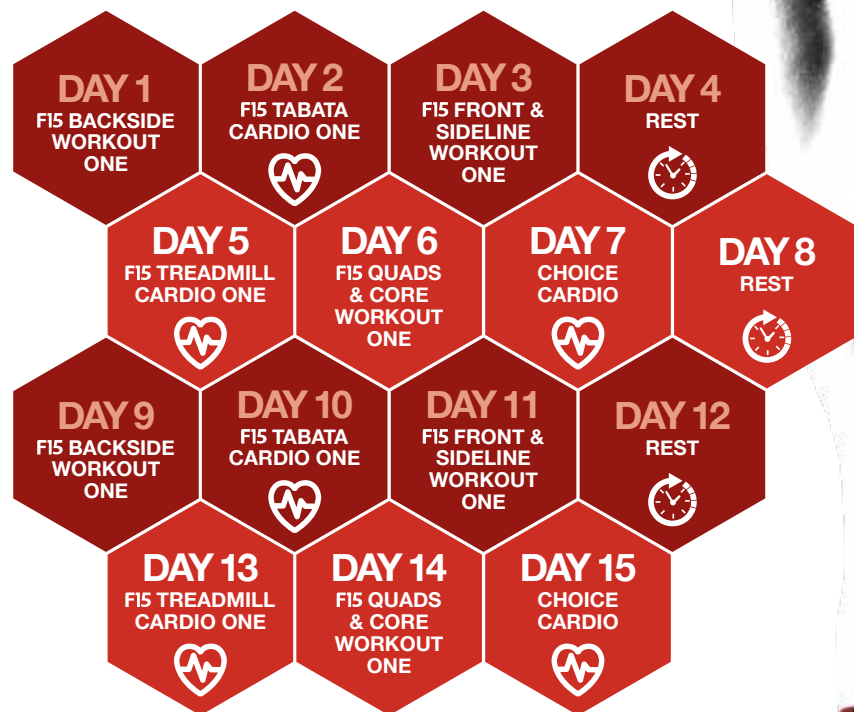 DAY 1
F15 BACKSIDE
WORKOUT
ONE
DAY 2
F15 TABATA
CARDIO ONE
DAY 3
F15 FRONT &
SIDELINE
WORKOUT
ONE
DAY 4
REST
DAY 5
F15 TREADMILL
CARDIO ONE
DAY 6
F15 QUADS
& CORE
WORKOUT
ONE
DAY 7
CHOICE
CARDIO
DAY 8
REST
DAY 9
F15 BACKSIDE
WORKOUT
ONE
DAY 10
F15 TABATA
CARDIO ONE
DAY 11
F15 FRONT &
SIDELINE
WORKOUT
ONE
DAY 12
REST
DAY 13
F15 TREADMILL
CARDIO ONE
DAY 14
F15 QUADS
& CORE
WORKOUT
ONE
DAY 15
CHOICE
CARDIO